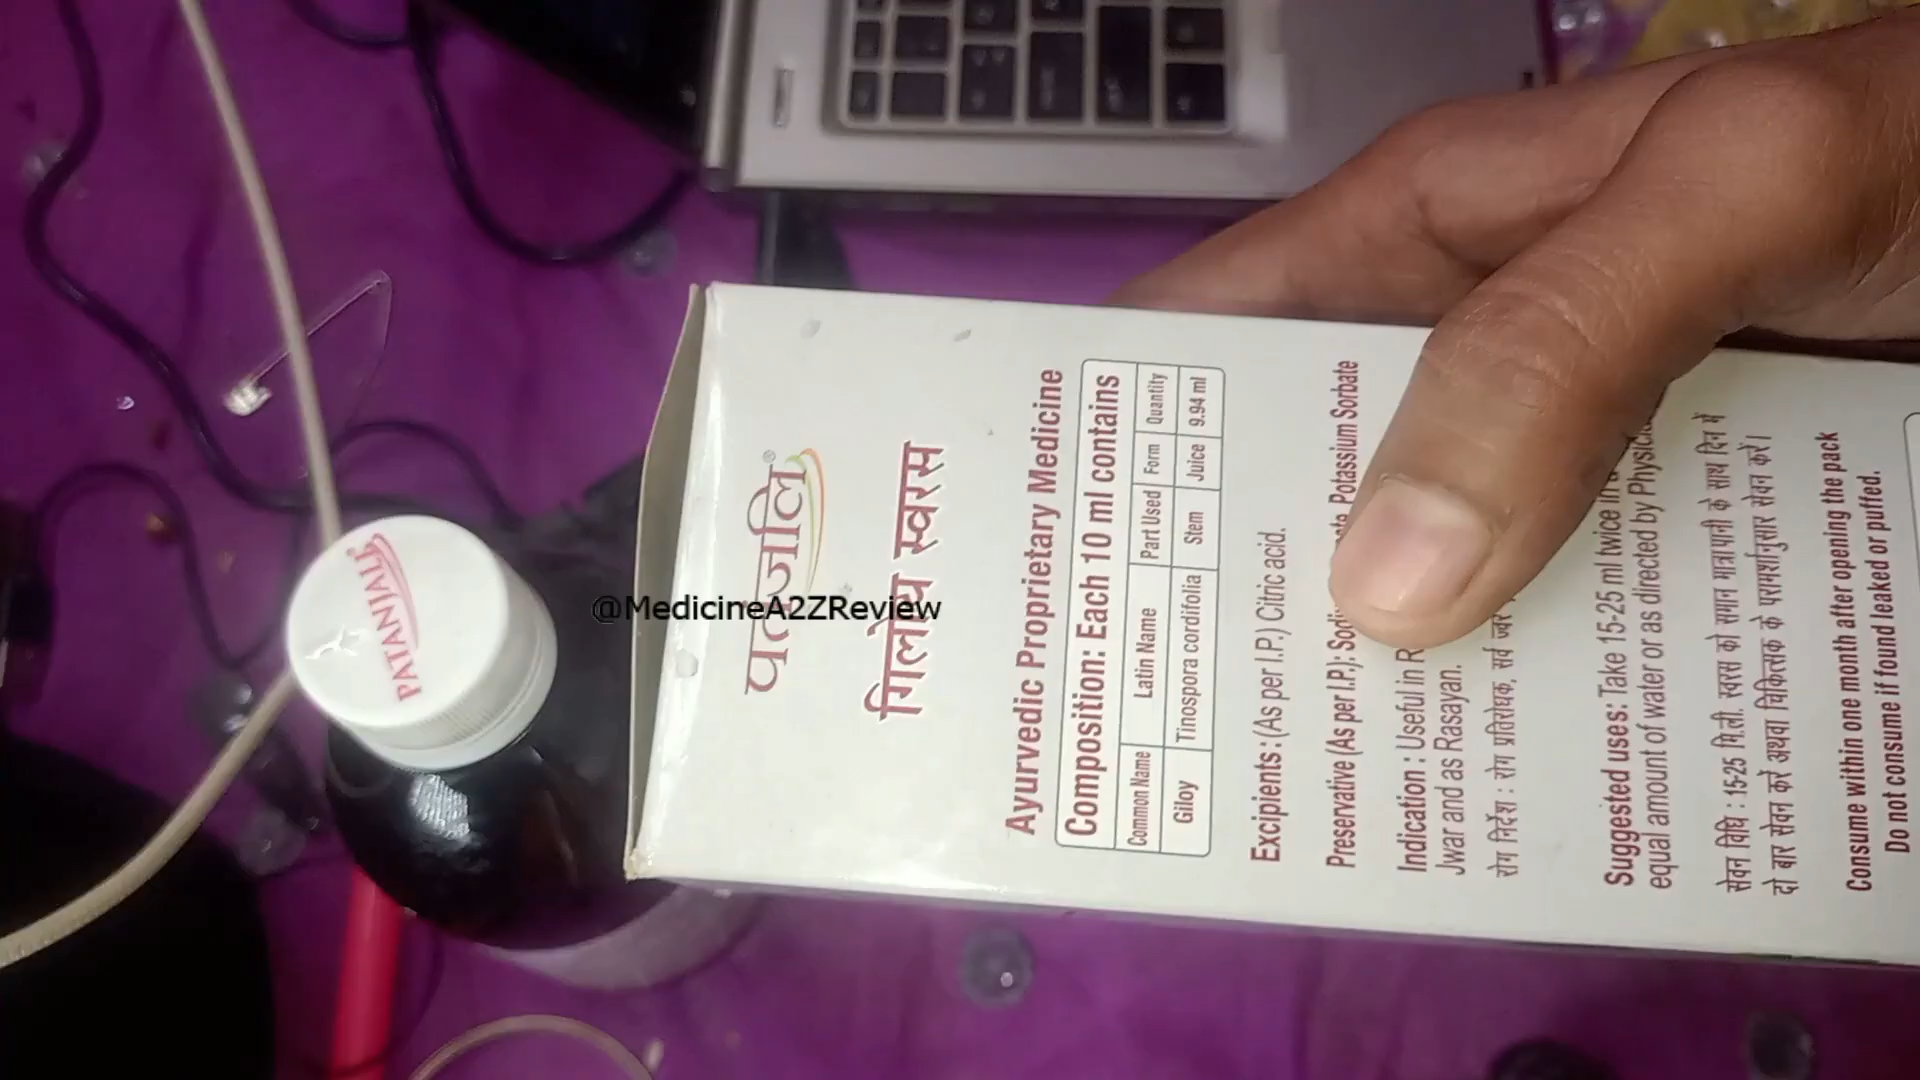 PATANJALI®
पतंजलि®
गिलोय स्वरस
@MedicineA2ZReview
Ayurvedic Proprietary Medicine
Composition: Each 10 ml contains
Common Name Latin Name Part Used Form Quantity
Giloy Tinospora cordifolia Stem Juice 9.94 ml
Excipients : (As per I.P.) Citric acid.
Preservative (As per I.P.): Potassium Sorbate
Indication : Useful in
Jwar and as Rasayan.
रोग निर्देश : रोग प्रतिरोधक, सर्व ज्वर
Suggested uses: Take 15-25 ml twice in
equal amount of water or as directed by
सेवन विधि : 15-25 मि.ली. स्वरस को समान मात्रा पानी के साथ दिन में
दो बार सेवन करें अथवा चिकित्सक के परामर्शानुसार सेवन करें।
Consume within one month after opening the pack
Do not consume if found leaked or puffed.